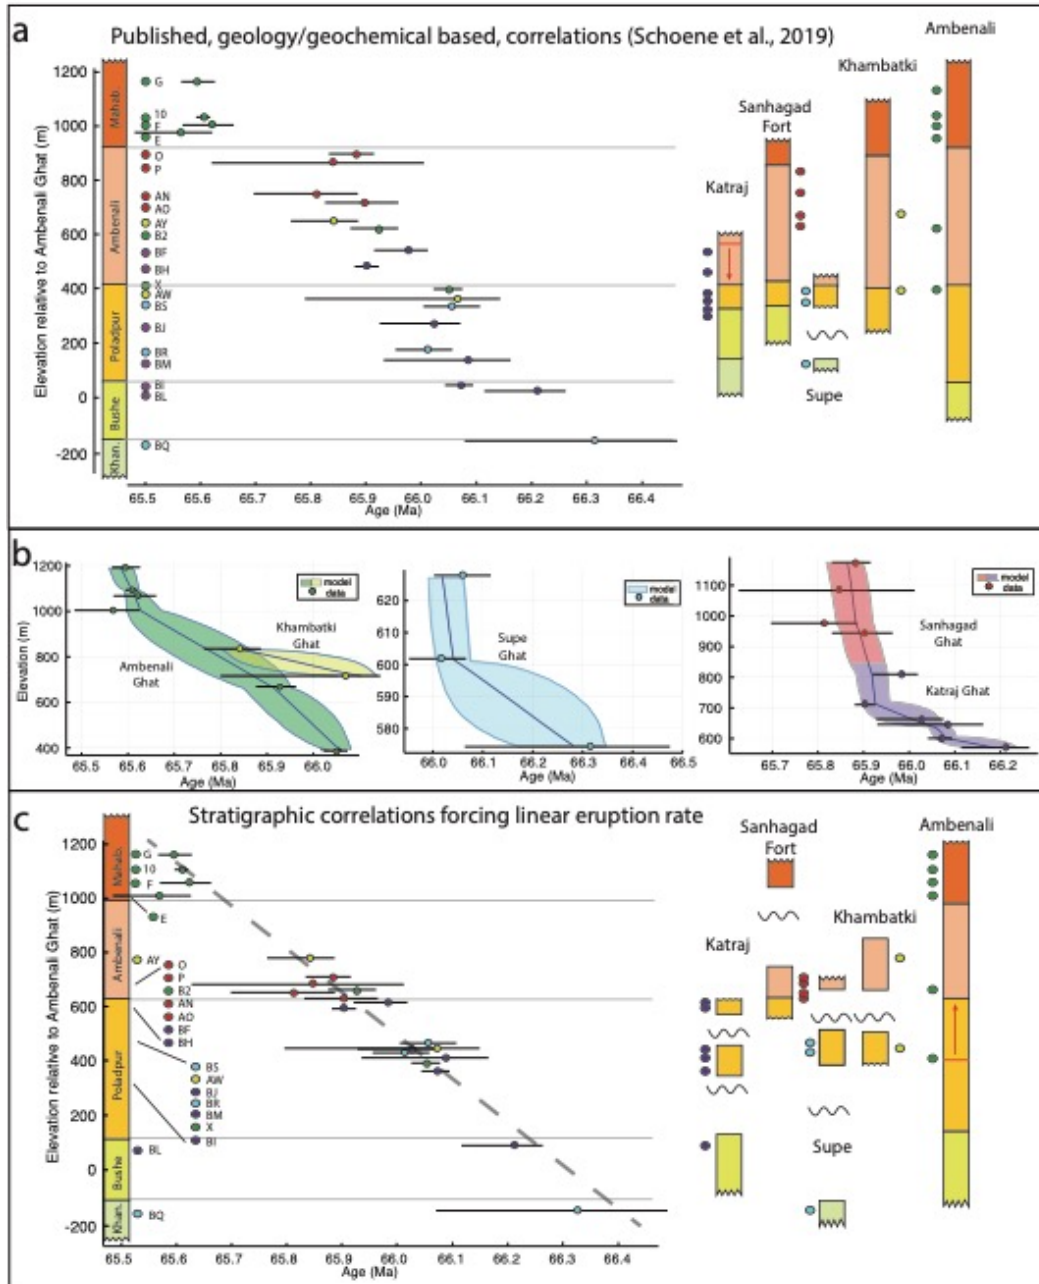 a
Published, geology/geochemical based, correlations (Schoene et al., 2019)
Ambenali
Khambatki
Sanhagad
Fort
Katraj
Supe
Elevation relative to Ambenali Ghat (m)
1200
1000
800
600
400
200
0
-200
Mahab.
Ambenali
Poladpur
Bushe
Khan.
G
10
F
E
O
P
AN
AO
AY
B2
BF
BH
X
AW
BS
BJ
BR
BM
BI
BL
BQ
65.5 65.6 65.7 65.8 65.9 66.0 66.1 66.2 66.3 66.4
Age (Ma)
b
Elevation (m)
1200
1000
800
600
400
model
data
Khambatki
Ghat
Ambenali
Ghat
65.5 65.6 65.7 65.8 65.9 66.0
Age (Ma)
620
610
600
590
580
model
data
Supe
Ghat
66.0 66.1 66.2 66.3 66.4 66.5
Age (Ma)
1100
1000
900
800
700
600
model
data
Sanhagad
Ghat
Katraj Ghat
65.7 65.8 65.9 66.0 66.1 66.2
Age (Ma)
c
Stratigraphic correlations forcing linear eruption rate
Sanhagad
Fort
Ambenali
Khambatki
Katraj
Supe
Elevation relative to Ambenali Ghat (m)
1200
1000
800
600
400
200
0
-200
Mahab.
Ambenali
Poladpur
Bushe
Khan.
G
10
F
E
AY
O
P
B2
AN
AO
BF
BH
BS
AW
BJ
BR
BM
X
BI
BL
BQ
65.5 65.6 65.7 65.8 65.9 66.0 66.1 66.2 66.3 66.4
Age (Ma)